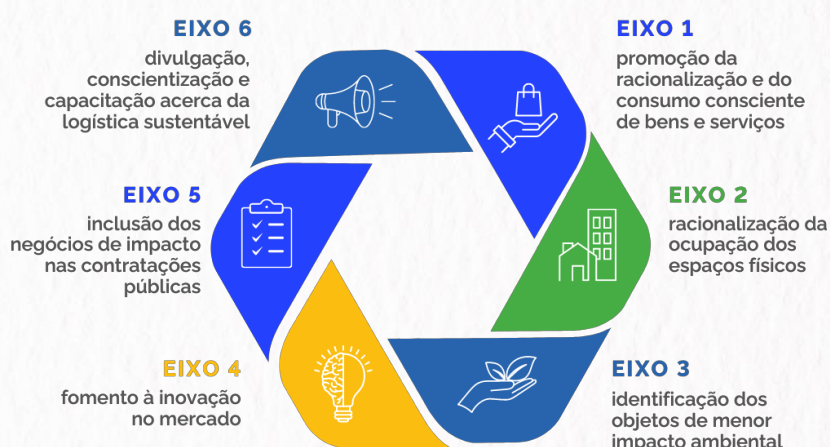 EIXO 6
divulgação,
conscientização e
capacitação acerca da
logística sustentável
EIXO 1
promoção da
racionalização e do
consumo consciente
de bens e serviços
EIXO 5
inclusão dos
negócios de impacto
nas contratações
públicas
EIXO 2
racionalização da
ocupação dos
espaços físicos
EIXO 4
fomento à inovação
no mercado
EIXO 3
identificação dos
objetos de menor
impacto ambiental